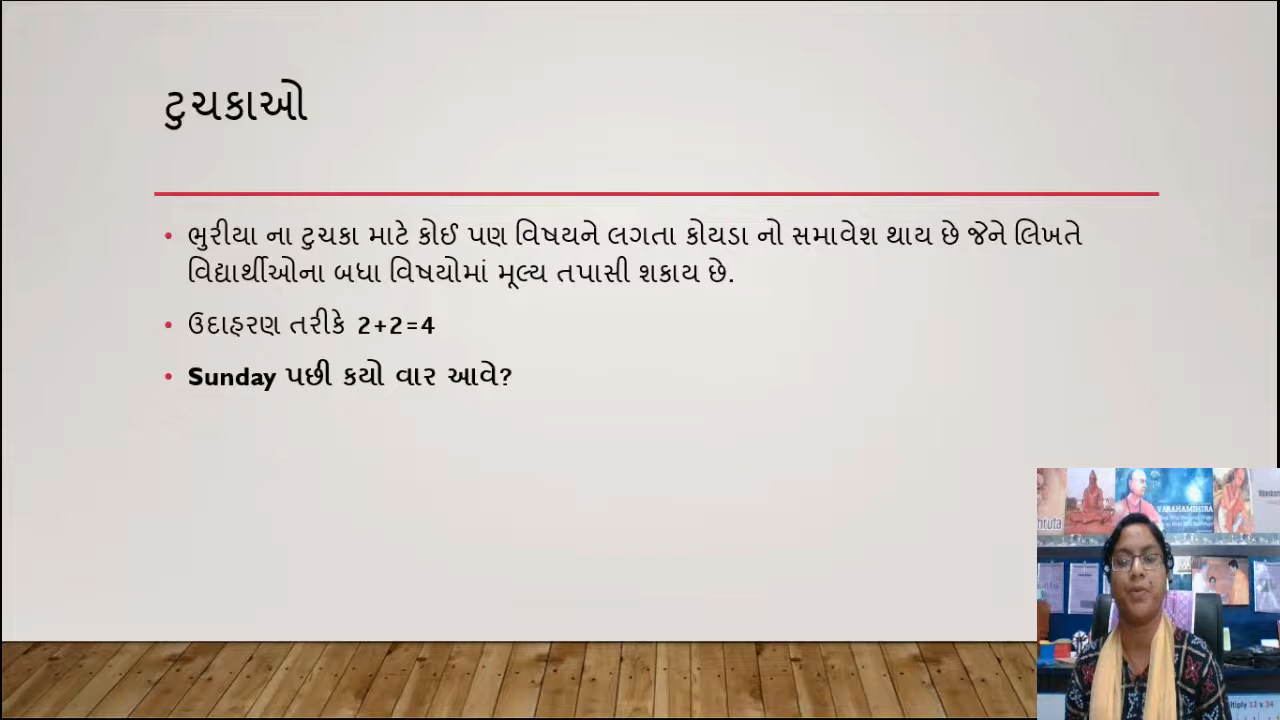 ટુચકાઓ
• ભુરીયા ના ટુચકા માટે કોઈ પણ વિષયને લગતા કોયડા નો સમાવેશ થાય છે જેને લિખતે
વિદ્યાર્થીઓના બધા વિષયોમાં મૂલ્ય તપાસી શકાય છે.
• ઉદાહરણ તરીકે 2+2=4
• Sunday પછી કયો વાર આવે?
VARAHAMIHIRA